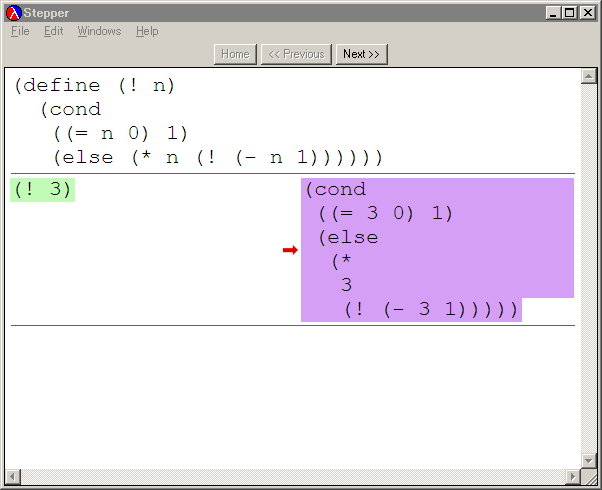 Stepper
File Edit Windows Help
Home << Previous Next >>
(define (! n)
(cond
((= n 0) 1)
(else (* n (! (- n 1))))))
(! 3)
(cond
((= 3 0) 1)
(else
(*
3
(! (- 3 1)))))